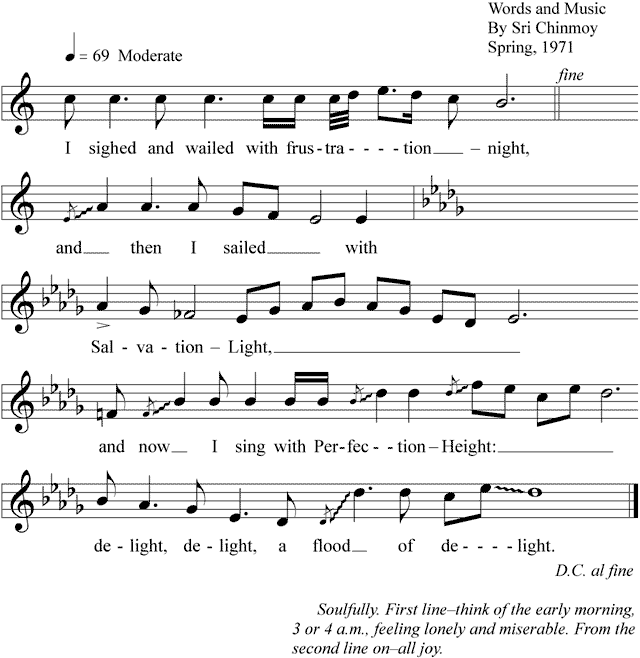 Words and Music
By Sri Chinmoy
Spring, 1971
= 69 Moderate
fine
I sighed and wailed with frus-tra----tion – night,
and then I sailed with
Sal - va - tion – Light,
and now I sing with Per-fec--tion–Height:
de - light, de - light, a flood of de----light.
D.C. al fine
Soulfully. First line–think of the early morning,
3 or 4 a.m., feeling lonely and miserable. From the
second line on–all joy.